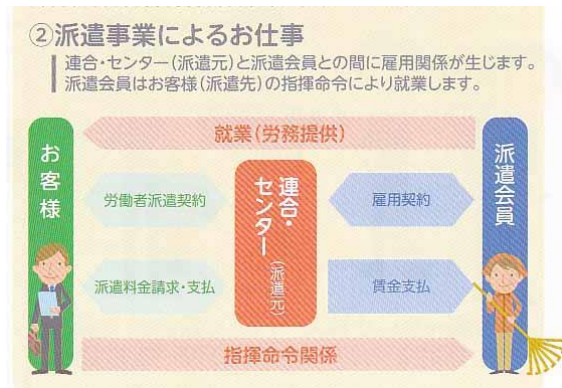 ②派遣事業によるお仕事
連合・センター(派遣元)と派遣会員との間に雇用関係が生じます。
派遣会員はお客様(派遣先)の指揮命令により就業します。
就業(労務提供)
お客様
労働者派遣契約
派遣料金請求・支払
連合・センター(派遣元)
雇用契約
賃金支払
派遣会員
指揮命令関係